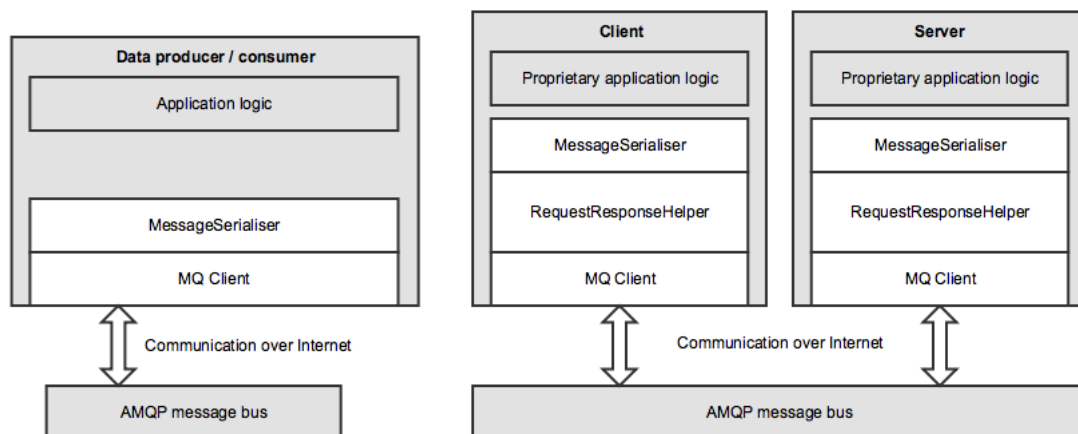 Data producer / consumer
Application logic
MessageSerialiser
MQ Client
Communication over Internet
AMQP message bus
Client
Proprietary application logic
MessageSerialiser
RequestResponseHelper
MQ Client
Server
Proprietary application logic
MessageSerialiser
RequestResponseHelper
MQ Client
Communication over Internet
AMQP message bus